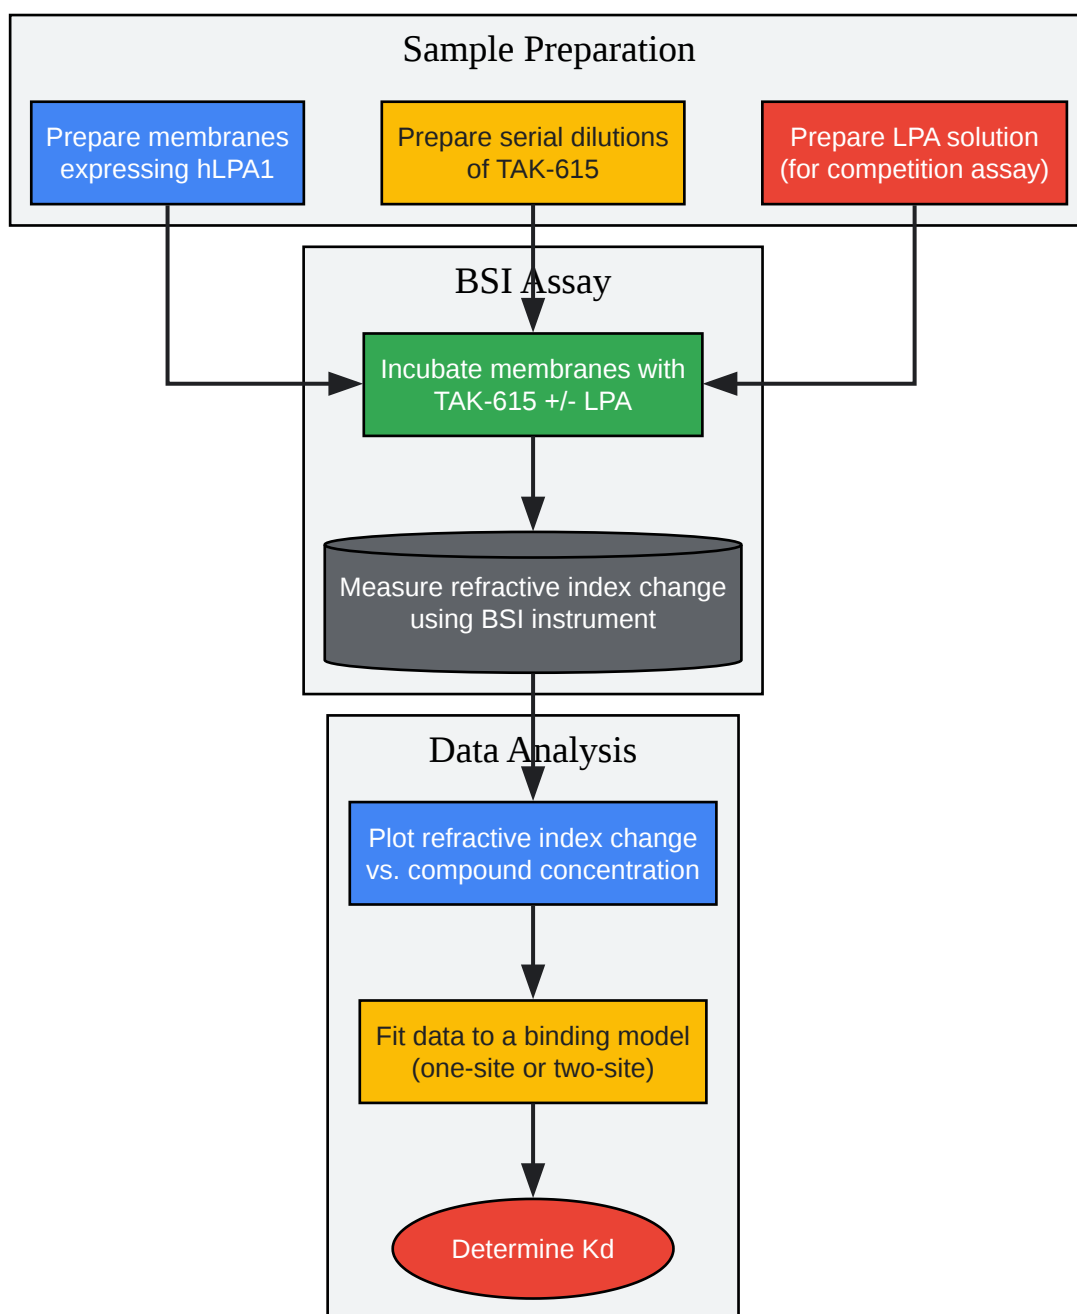 Sample Preparation
Prepare membranes
expressing hLPA1
Prepare serial dilutions
of TAK-615
Prepare LPA solution
(for competition assay)
BSI Assay
Incubate membranes with
TAK-615 +/- LPA
Measure refractive index change
using BSI instrument
Data Analysis
Plot refractive index change
vs. compound concentration
Fit data to a binding model
(one-site or two-site)
Determine Kd